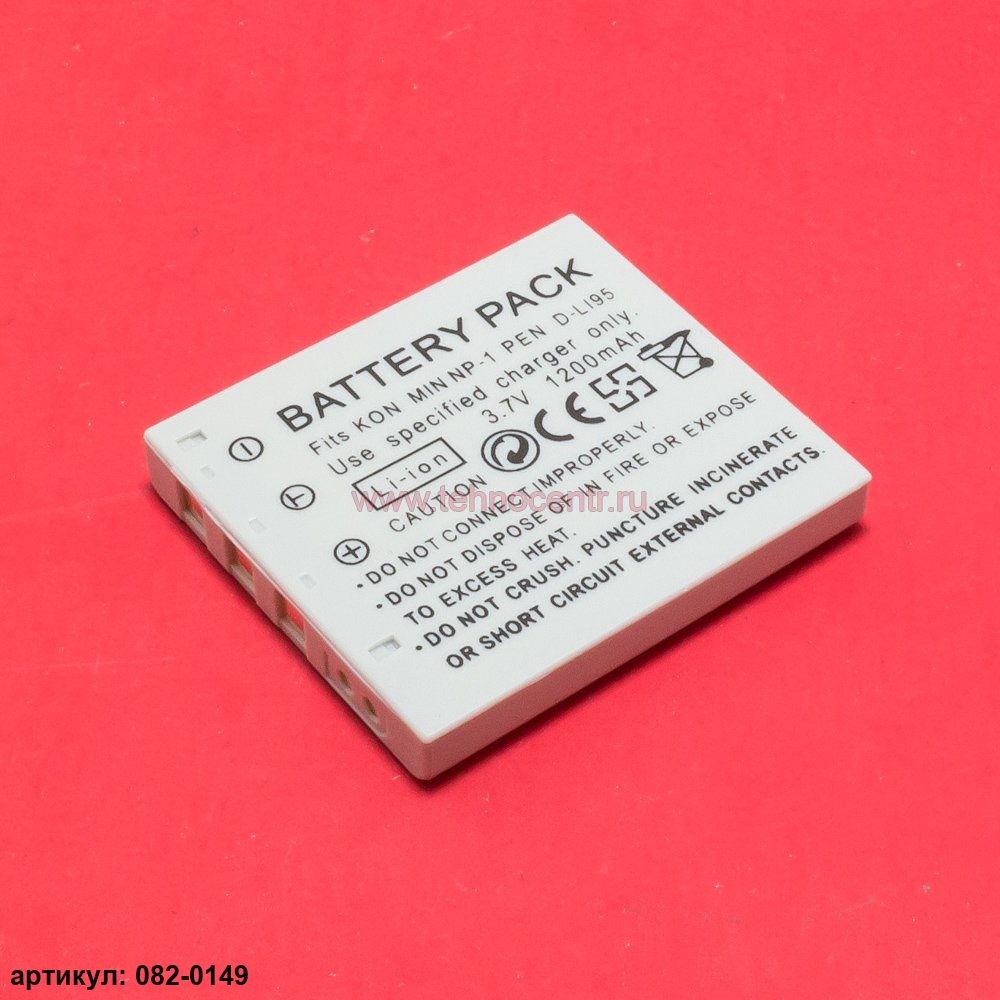 BATTERY PACK
Fits KON MIN NP-1 PEN D-LI95
Use specified charger only.
3.7V 1200mAh
Li-ion
CE
CAUTION
• DO NOT CONNECT IMPROPERLY.
• DO NOT DISPOSE OF IN FIRE OR EXPOSE
TO EXCESS HEAT.
• DO NOT CRUSH. PUNCTURE INCINERATE
OR SHORT CIRCUIT EXTERNAL CONTACTS.
T
www.tehnocentr.ru
артикул: 082-0149